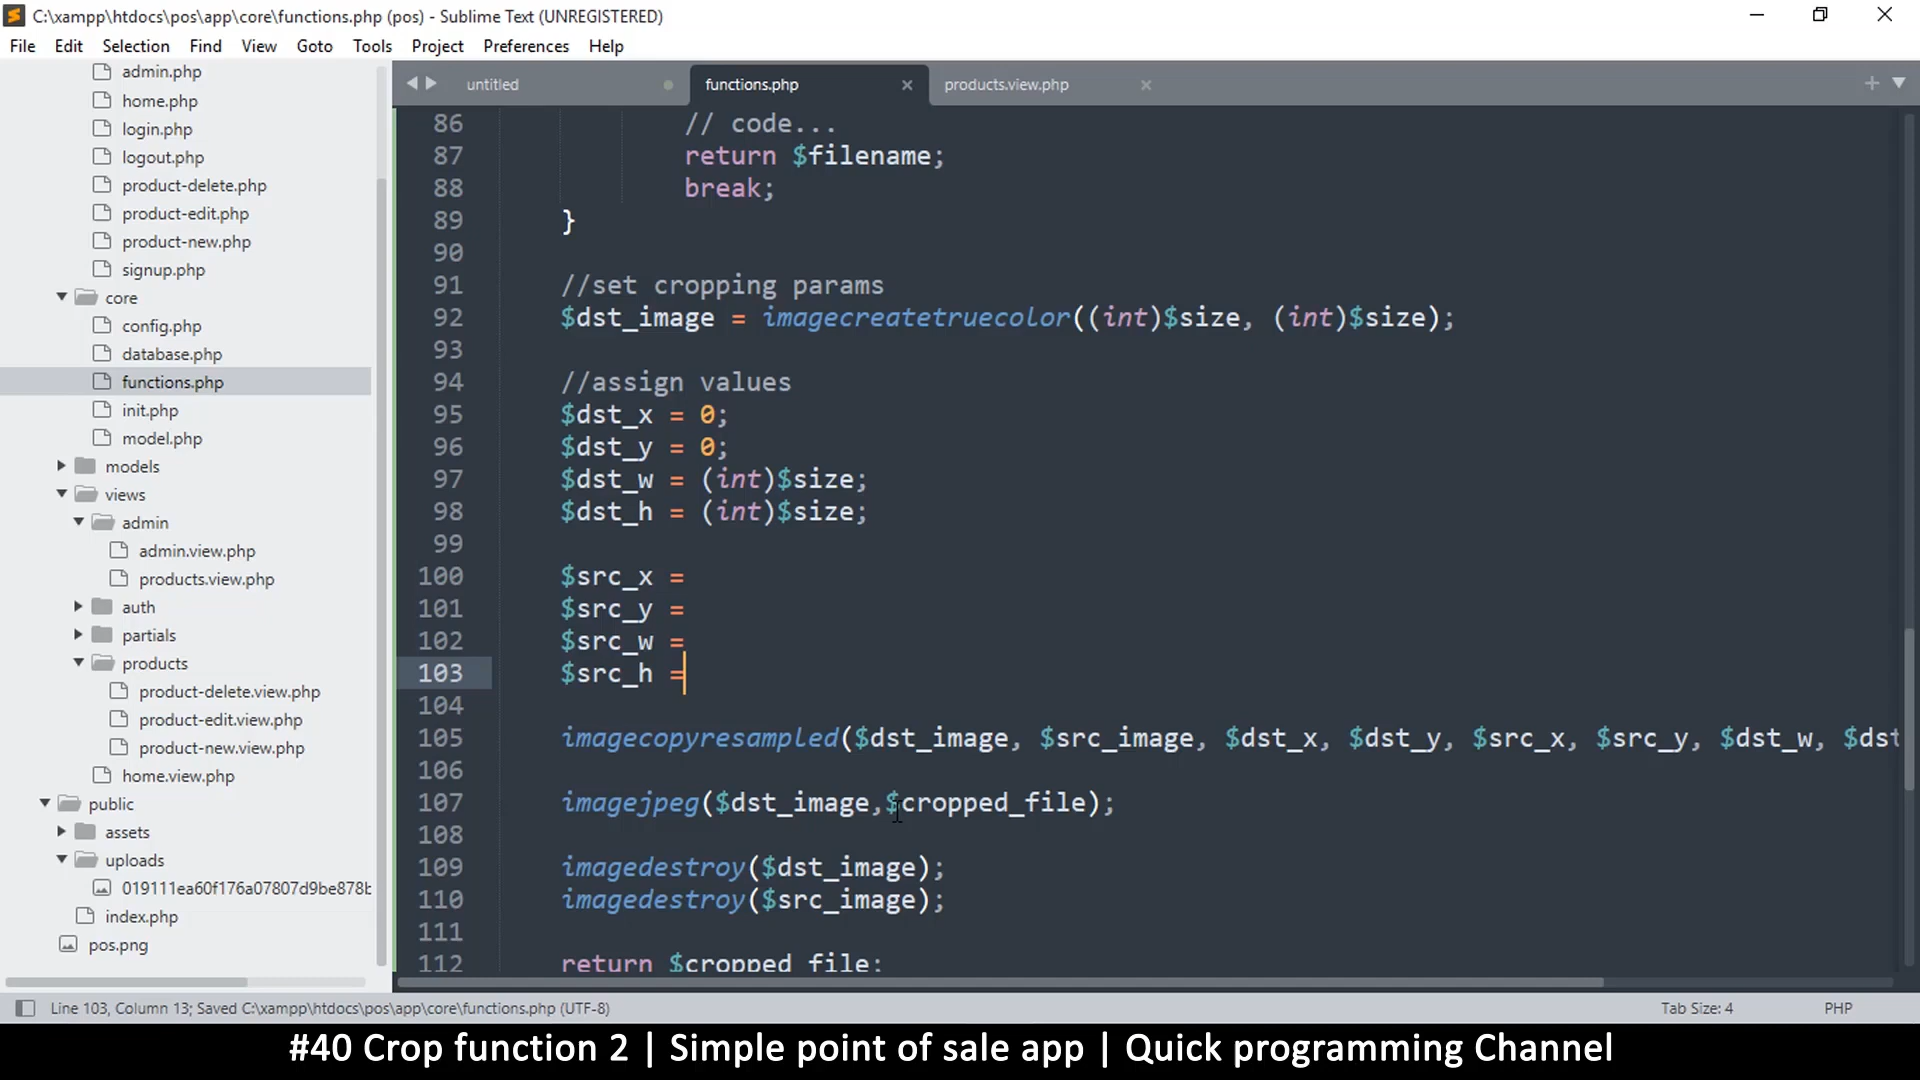 C:\xampp\htdocs\pos\app\core\functions.php (pos) - Sublime Text (UNREGISTERED)
File Edit Selection Find View Goto Tools Project Preferences Help
admin.php
home.php
login.php
logout.php
product-delete.php
product-edit.php
product-new.php
signup.php
core
config.php
database.php
functions.php
init.php
model.php
models
views
admin
admin.view.php
products.view.php
auth
partials
products
product-delete.view.php
product-edit.view.php
product-new.view.php
home.view.php
public
assets
uploads
019111ea60f176a07807d9be878b
index.php
pos.png
untitled functions.php products.view.php
86 // code...
87 return $filename;
88 break;
89 }
90
91 //set cropping params
92 $dst_image = imagecreatetruecolor((int)$size, (int)$size);
93
94 //assign values
95 $dst_x = 0;
96 $dst_y = 0;
97 $dst_w = (int)$size;
98 $dst_h = (int)$size;
99
100 $src_x =
101 $src_y =
102 $src_w =
103 $src_h =
104
105 imagecopyresampled($dst_image, $src_image, $dst_x, $dst_y, $src_x, $src_y, $dst_w, $dst
106
107 imagejpeg($dst_image,$cropped_file);
108
109 imagedestroy($dst_image);
110 imagedestroy($src_image);
111
112 return $cropped_file;
Line 103, Column 13; Saved C:\xampp\htdocs\pos\app\core\functions.php (UTF-8) Tab Size: 4 PHP
#40 Crop function 2 | Simple point of sale app | Quick programming Channel